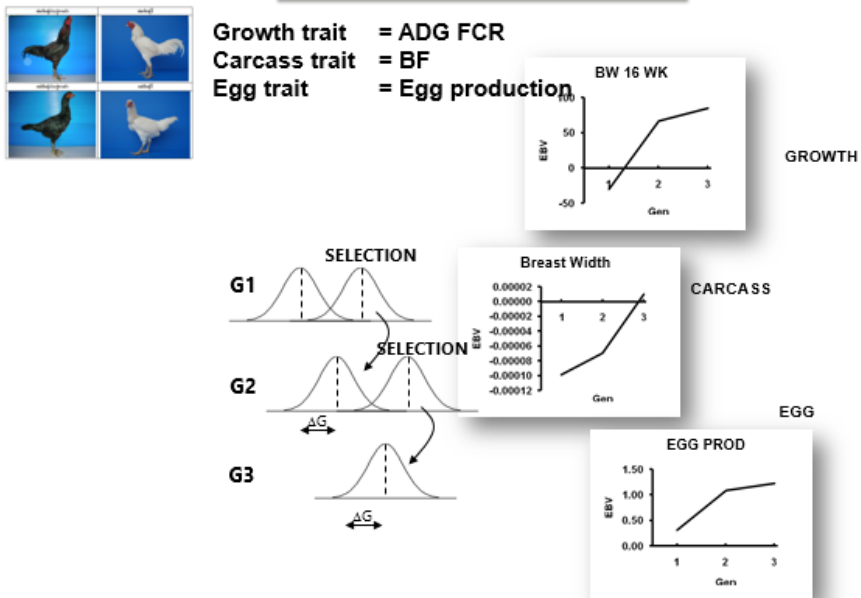 Growth trait = ADG FCR
Carcass trait = BF
Egg trait = Egg production
BW 16 WK
100
50
0
-50
EBV
1
2
3
Gen
GROWTH
SELECTION
G1
SELECTION
G2
ΔG
G3
ΔG
Breast Width
0.00002
0.00000
-0.00002
-0.00004
-0.00006
-0.00008
-0.00010
-0.00012
EBV
1
2
3
Gen
CARCASS
EGG
EGG PROD
1.50
1.00
0.50
0.00
EBV
1
2
3
Gen